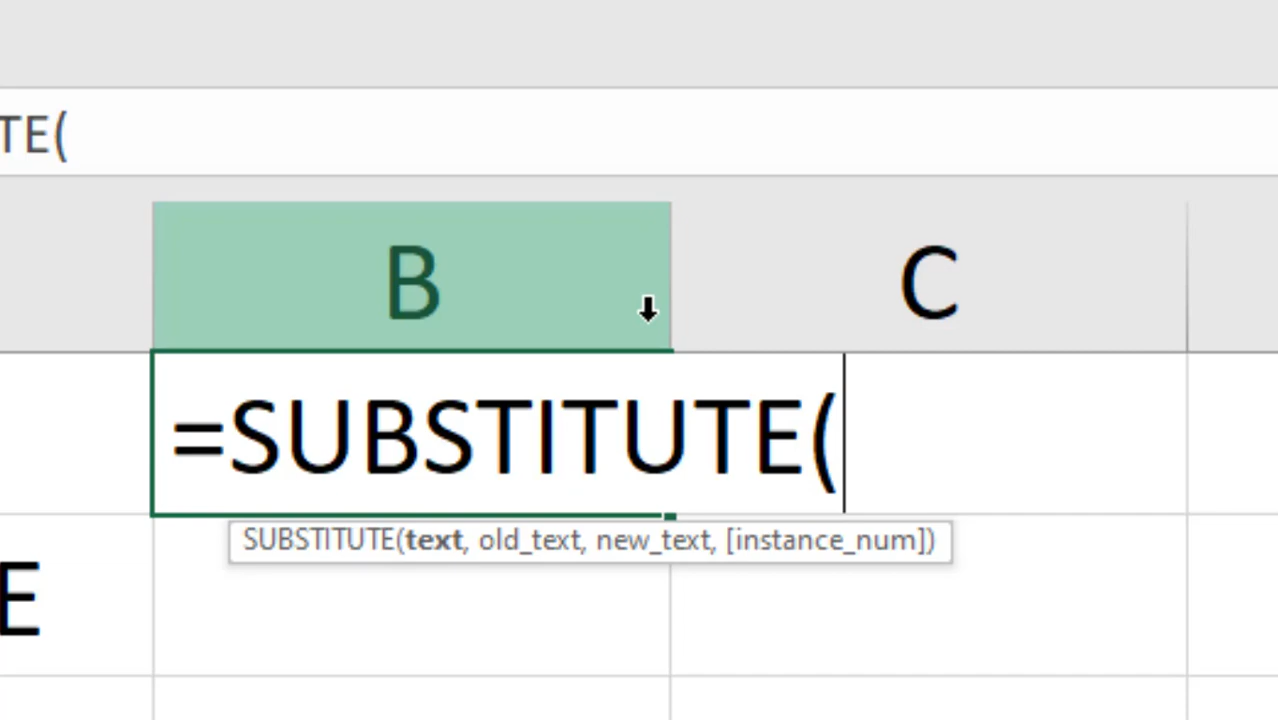 TE(
B C
=SUBSTITUTE(
SUBSTITUTE(text, old_text, new_text, [instance_num])
E